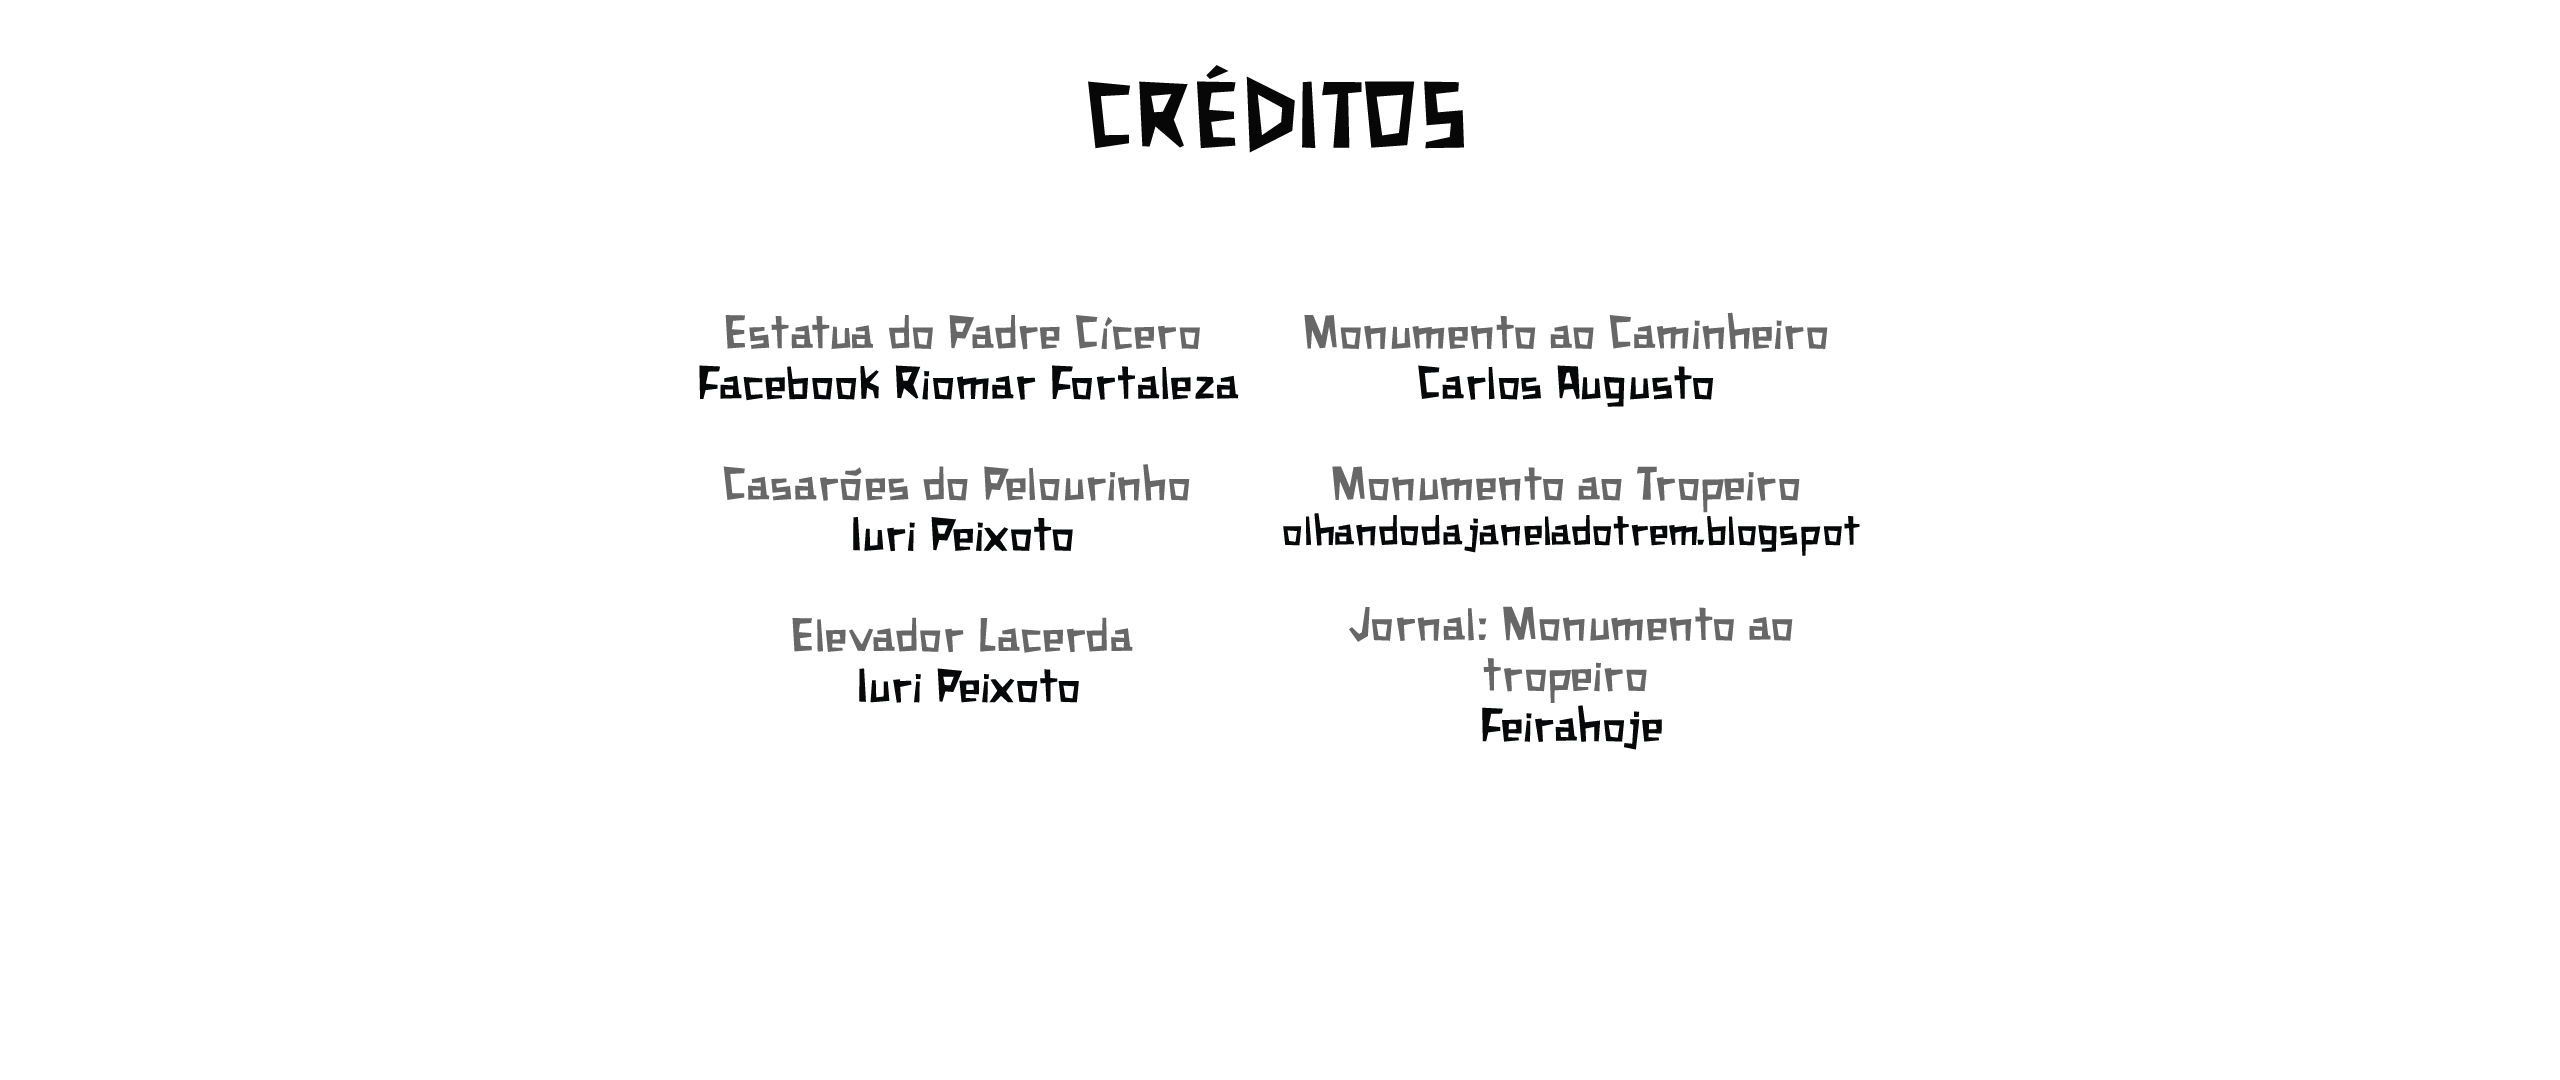 CRÉDITOS
Estatua do Padre Cícero
Facebook Riomar Fortaleza
Casarões do Pelourinho
Iuri Peixoto
Elevador Lacerda
Iuri Peixoto
Monumento ao Caminheiro
Carlos Augusto
Monumento ao Tropeiro
olhandodajaneladotrem.blogspot
Jornal: Monumento ao
tropeiro
Feirahoje